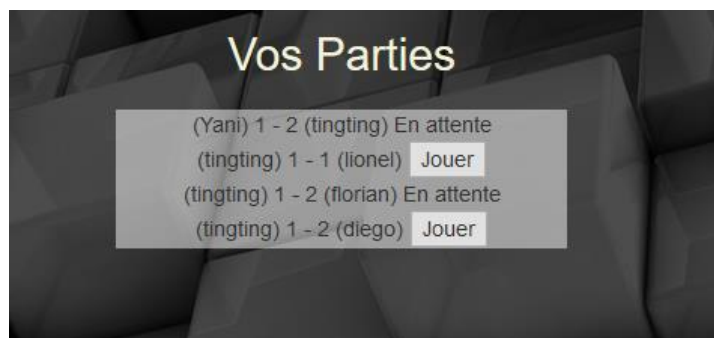 Vos Parties
(Yani) 1 - 2 (tingting) En attente
(tingting) 1 - 1 (lionel) Jouer
(tingting) 1 - 2 (florian) En attente
(tingting) 1 - 2 (diego) Jouer